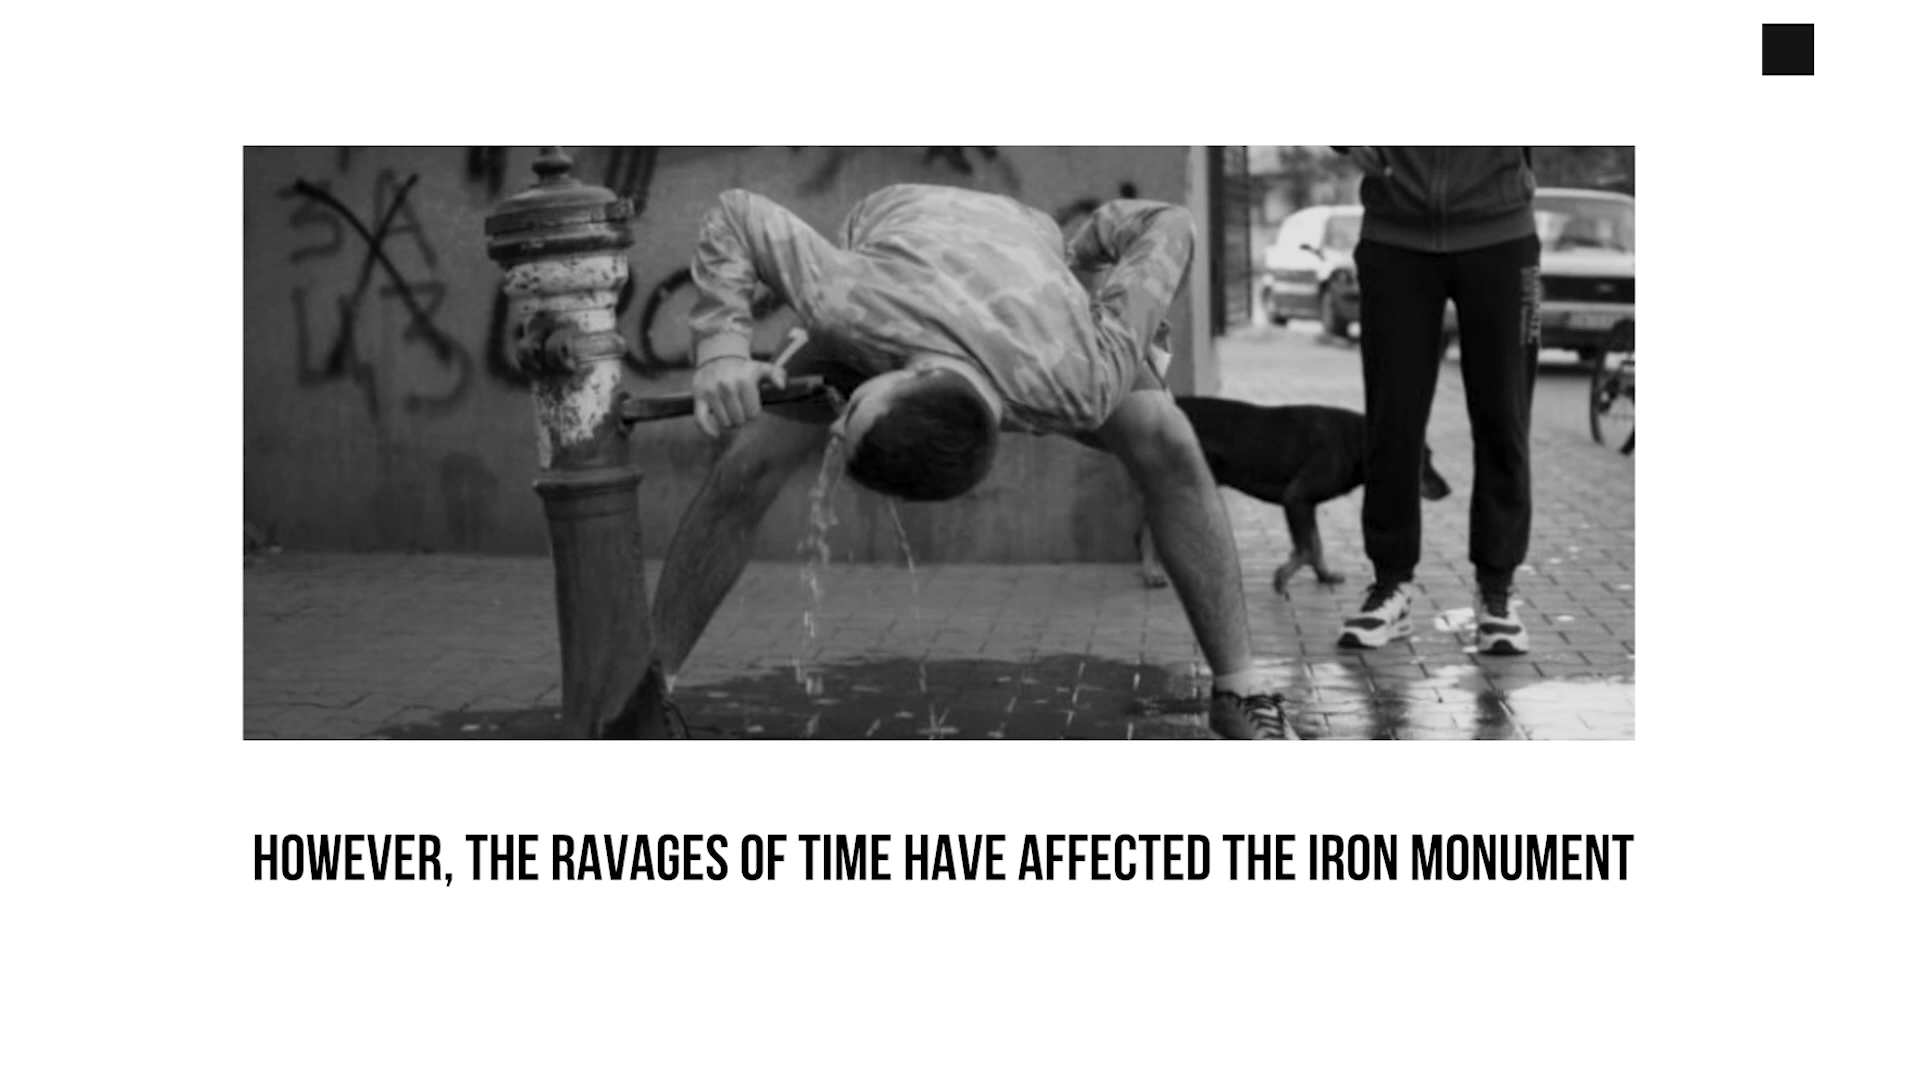 HOWEVER, THE RAVAGES OF TIME HAVE AFFECTED THE IRON MONUMENT